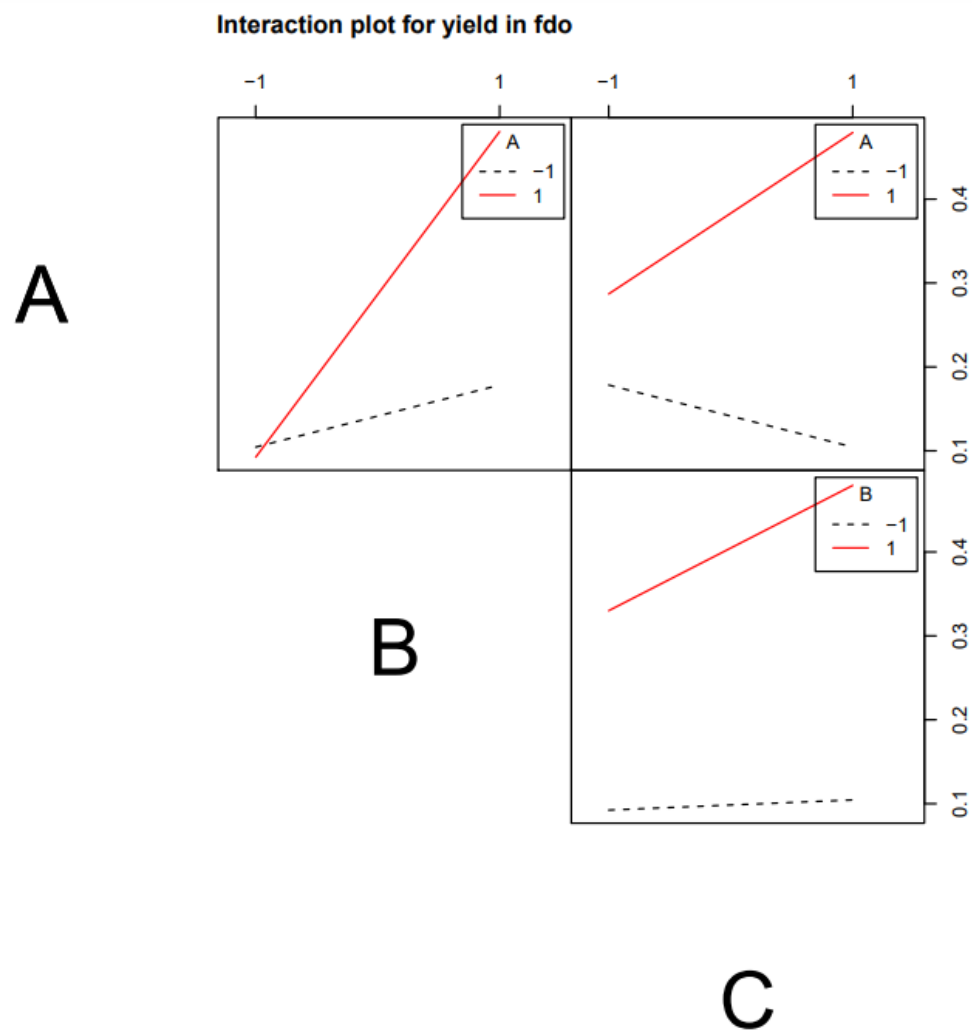 Interaction plot for yield in fdo
−1 1 −1 1
A A
−1 −1
1 1
0.4
0.3
0.2
0.1
A
B
−1
1
0.4
0.3
0.2
0.1
B
C